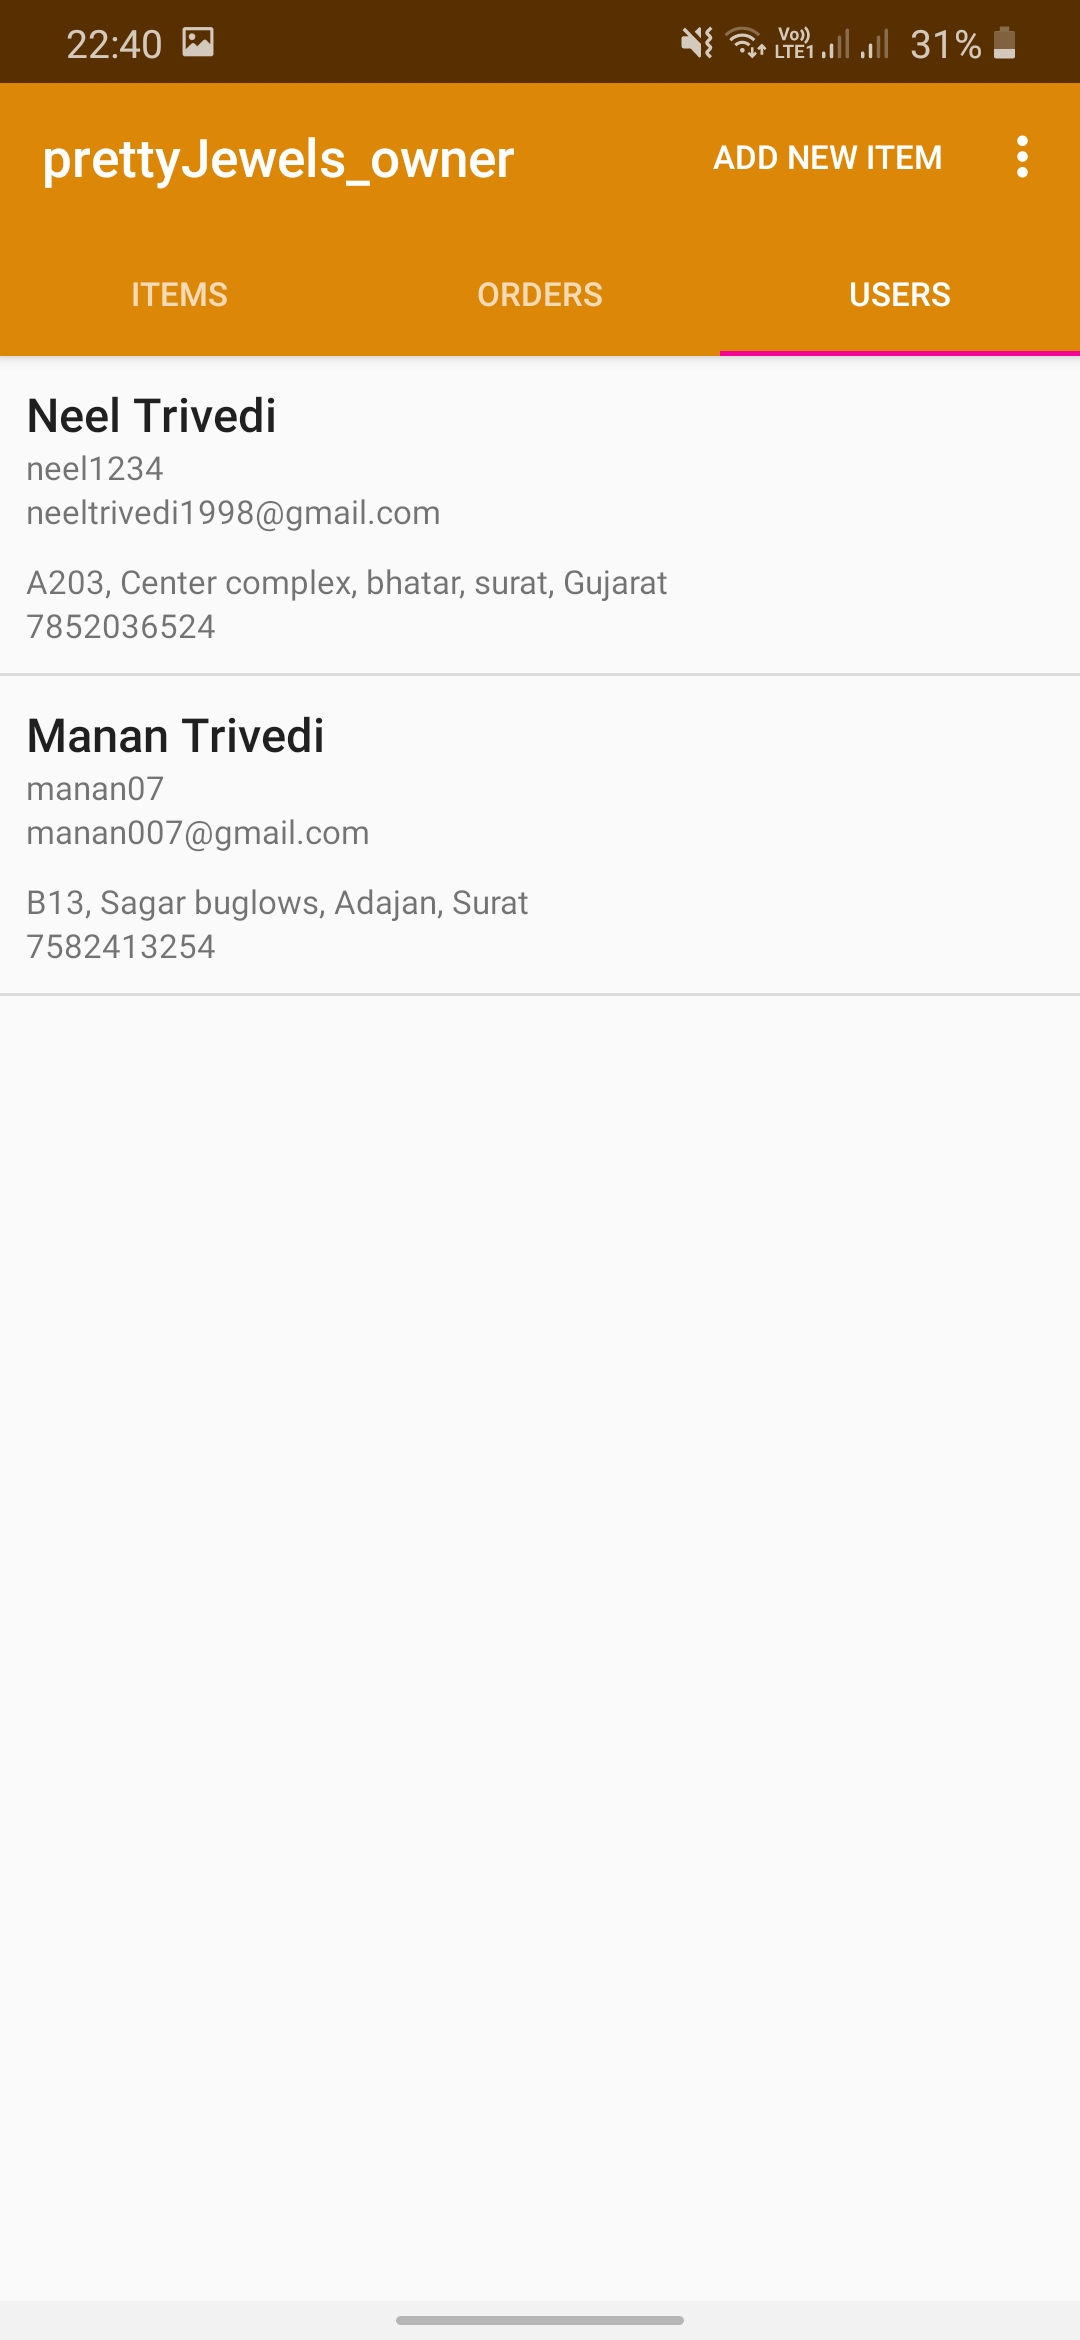 22:40
Vo)) LTE1 31%
prettyJewels_owner ADD NEW ITEM
ITEMS ORDERS USERS
Neel Trivedi
neel1234
neeltrivedi1998@gmail.com
A203, Center complex, bhatar, surat, Gujarat
7852036524
Manan Trivedi
manan07
manan007@gmail.com
B13, Sagar buglows, Adajan, Surat
7582413254